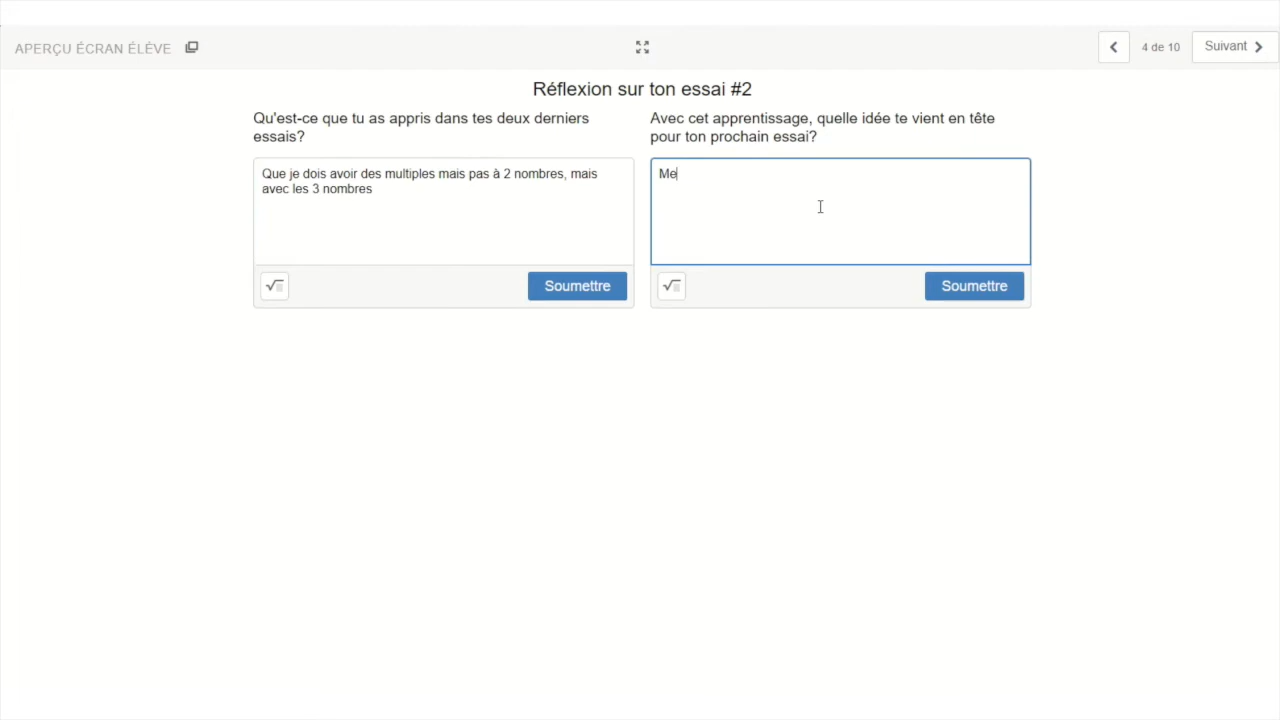 APERÇU ÉCRAN ÉLÈVE
4 de 10
Suivant
Réflexion sur ton essai #2
Qu'est-ce que tu as appris dans tes deux derniers
essais?
Que je dois avoir des multiples mais pas à 2 nombres, mais
avec les 3 nombres
Soumettre
Avec cet apprentissage, quelle idée te vient en tête
pour ton prochain essai?
Me
Soumettre